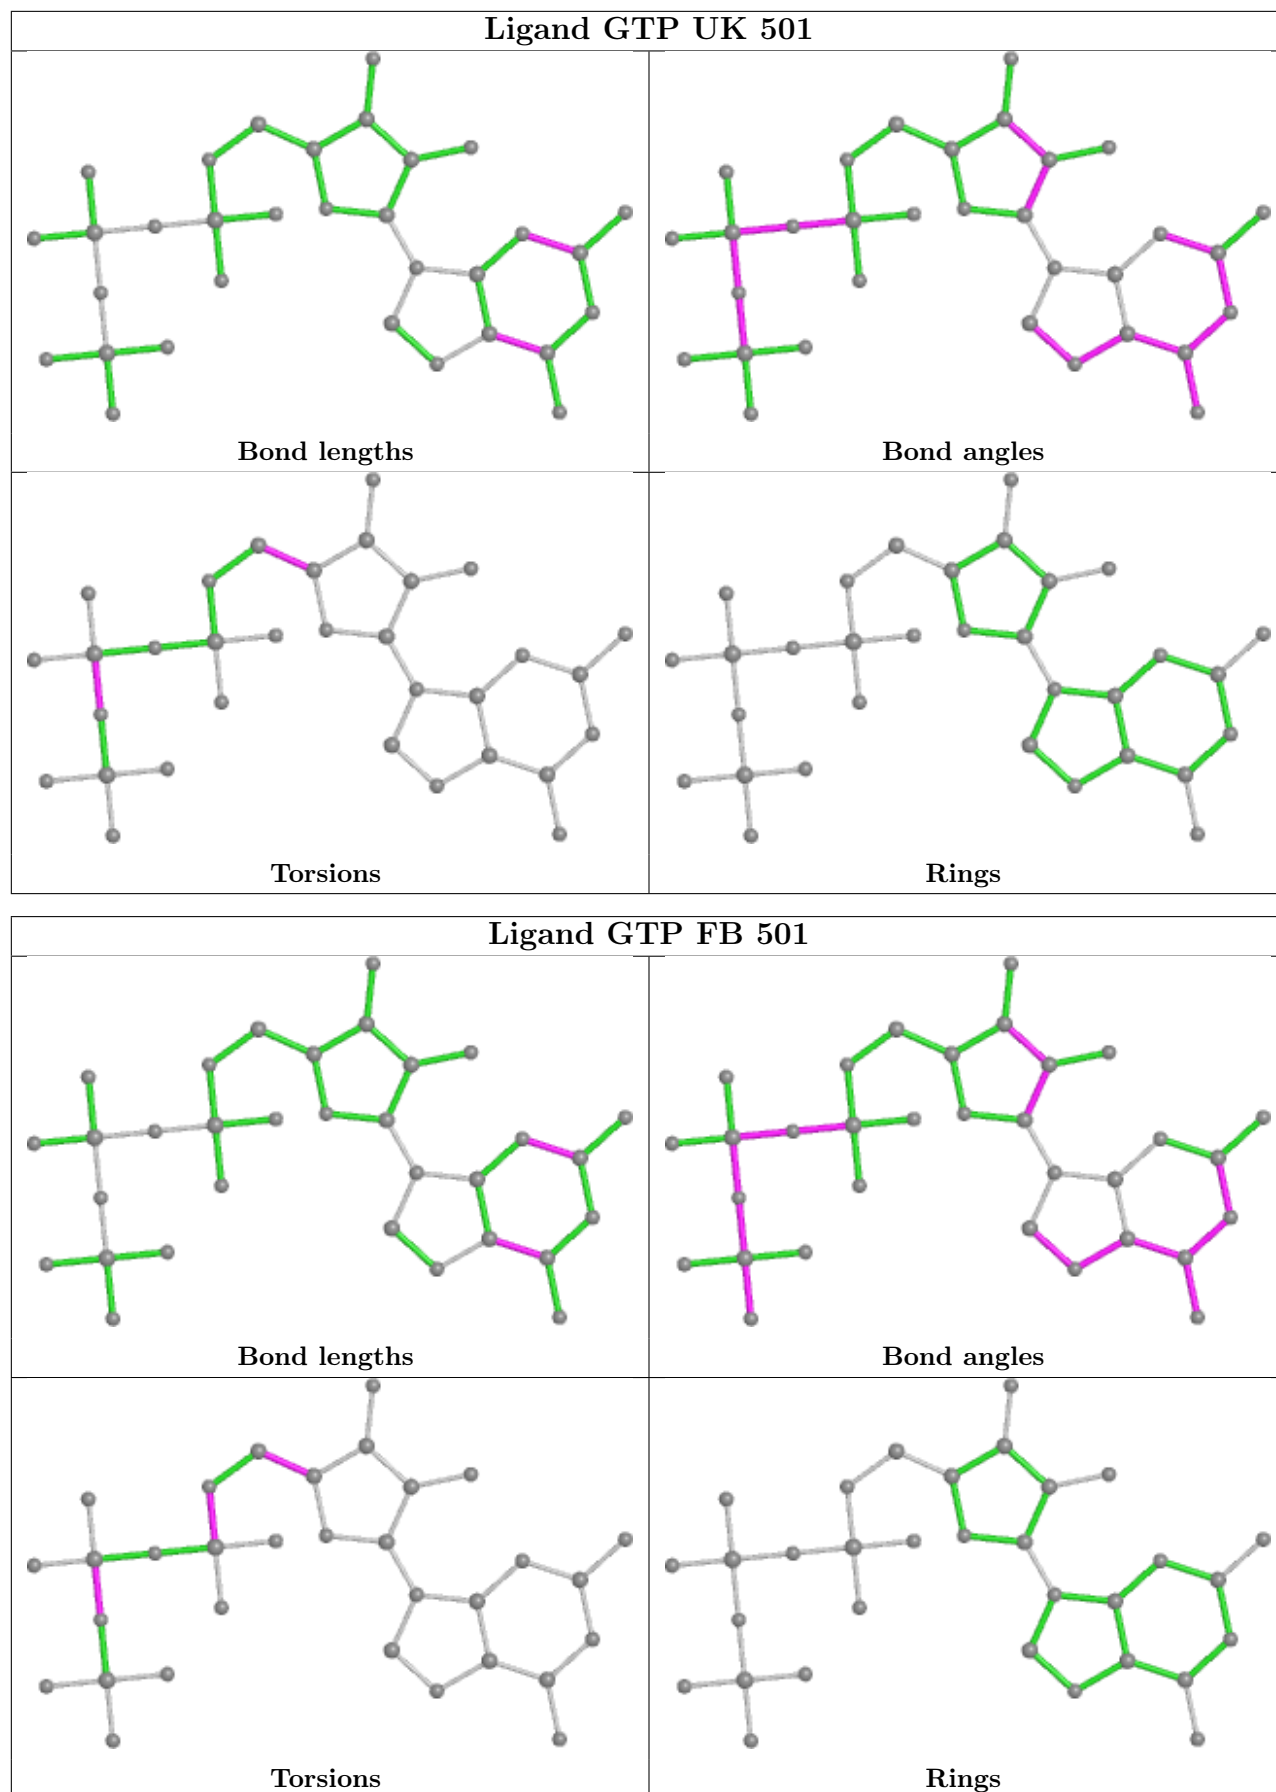 Ligand GTP UK 501
Bond lengths
Bond angles
Torsions
Rings
Ligand GTP FB 501
Bond lengths
Bond angles
Torsions
Rings